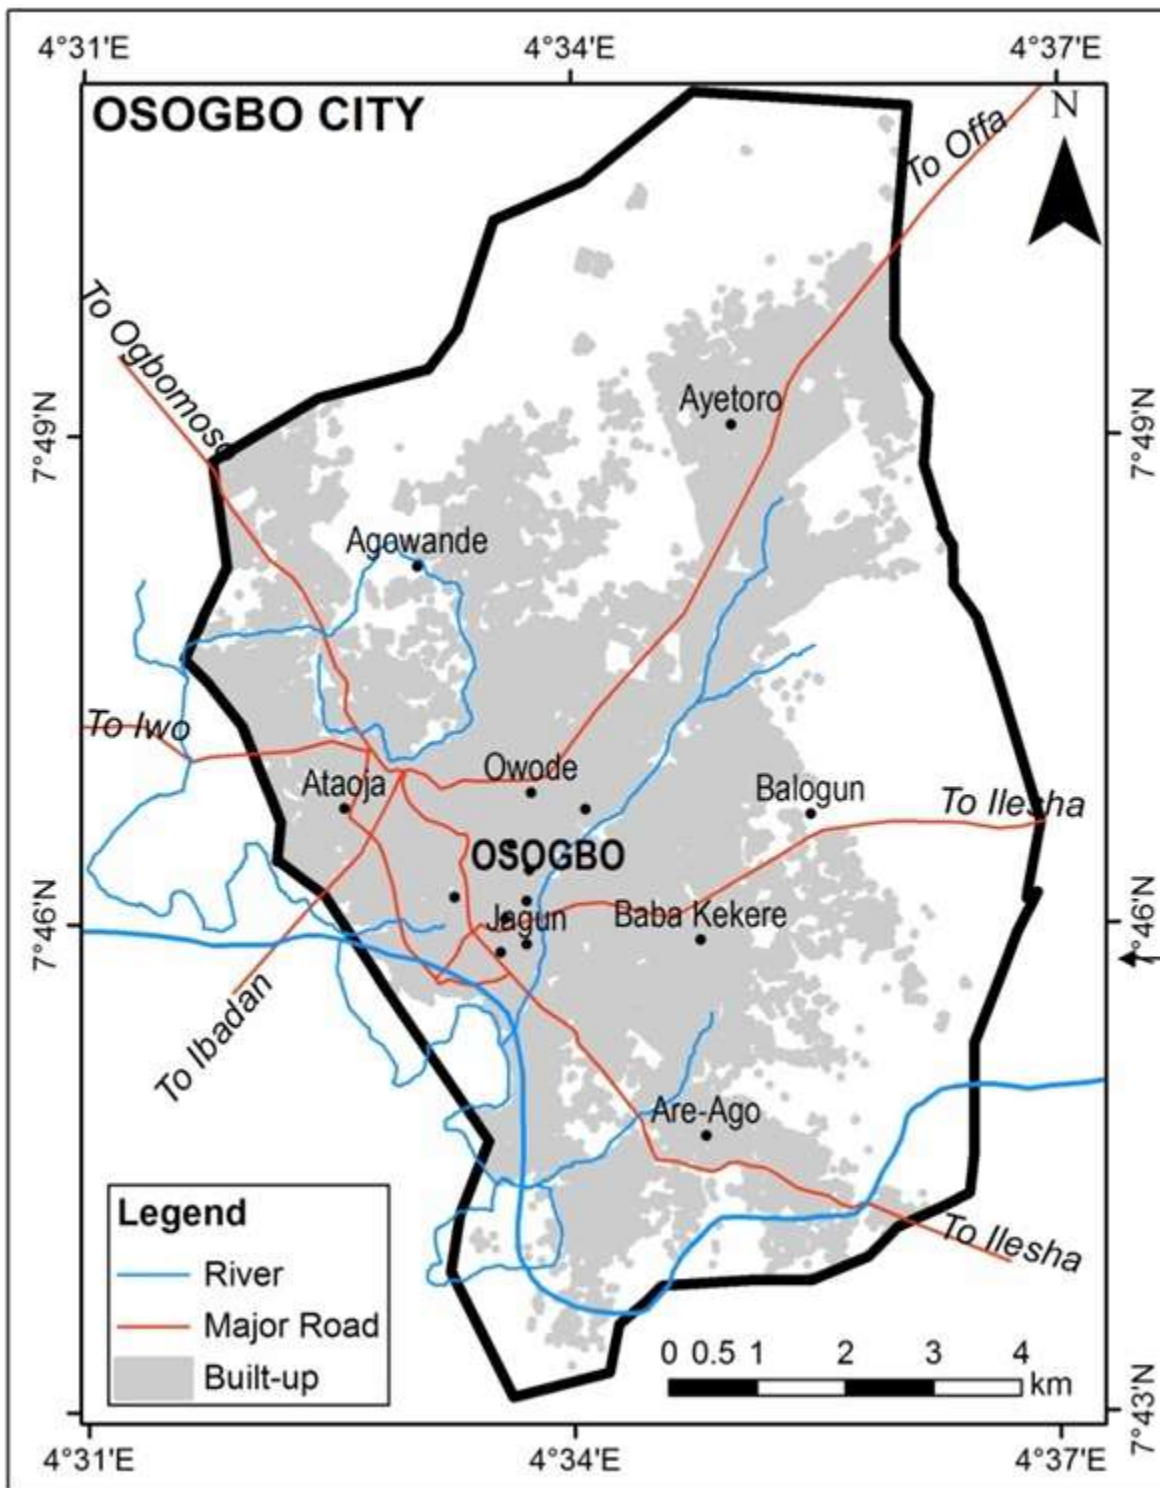 4°31'E 4°34'E 4°37'E
OSOGBO CITY
N
To Offa
To Ogbomoso
7°49'N 7°49'N
Ayetoro
Agowande
To Iwo
Owode
Ataoja
Balogun
To Ilesha
OSOGBO
Jagun
Baba Kekere
7°46'N 7°46'N
To Ibadan
Are-Ago
To Ilesha
Legend
River
Major Road
Built-up
0 0.5 1 2 3 4
km
7°43'N
4°31'E 4°34'E 4°37'E